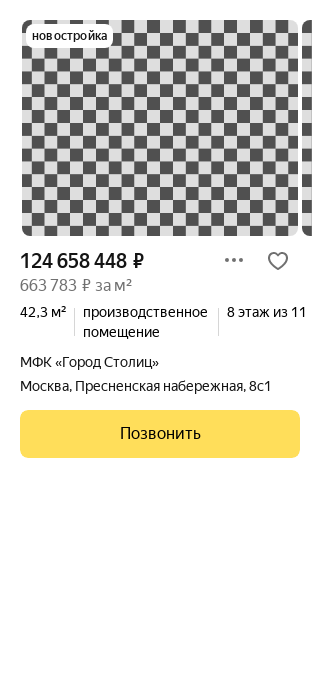 новостройка
124 658 448 ₽
663 783 ₽ за м²
42,3 м²
производственное
помещение
8 этаж из 11
МФК «Город Столиц»
Москва, Пресненская набережная, 8с1
Позвонить